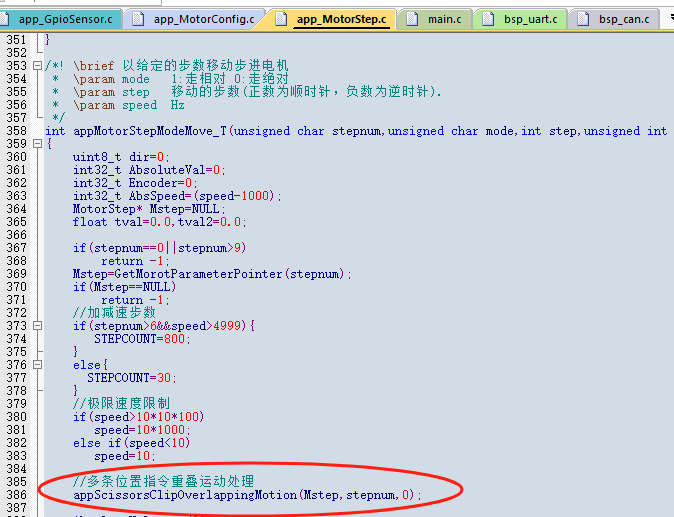 app_GpioSensor.c app_MotorConfig.c app_MotorStep.c main.c bsp_uart.c bsp_can.c
351 }
352
353 /*! \brief 以给定的步数移动步进电机
354  *  \param mode   1:走相对 0:走绝对
355  *  \param step   移动的步数(正数为顺时针，负数为逆时针).
356  *  \param speed  Hz
357  */
358 int appMotorStepModeMove_T(unsigned char stepnum,unsigned char mode,int step,unsigned int
359 {
360     uint8_t dir=0;
361     int32_t AbsoluteVal=0;
362     int32_t Encoder=0;
363     int32_t AbsSpeed=(speed-1000);
364     MotorStep* Mstep=NULL;
365     float tval=0.0,tval2=0.0;
366
367     if(stepnum==0||stepnum>9)
368         return -1;
369     Mstep=GetMorotParameterPointer(stepnum);
370     if(Mstep==NULL)
371         return -1;
372     //加减速步数
373     if(stepnum>6&&speed>4999){
374        STEPCOUNT=800;
375     }
376     else{
377       STEPCOUNT=30;
378     }
379     //极限速度限制
380     if(speed>10*10*100)
381        speed=10*1000;
382     else if(speed<10)
383        speed=10;
384
385     //多条位置指令重叠运动处理
386     appScissorsClipOverlappingMotion(Mstep,stepnum,0);
387